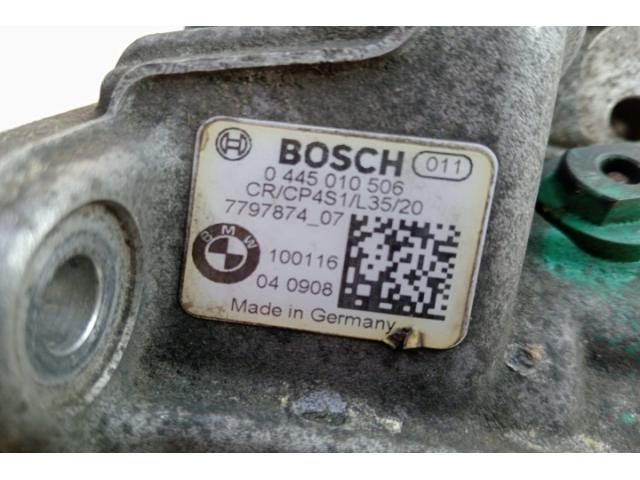 BOSCH 011
0 445 010 506
CR/CP4S1/L35/20
7797874_07
BMW
100116
04 0908
Made in Germany